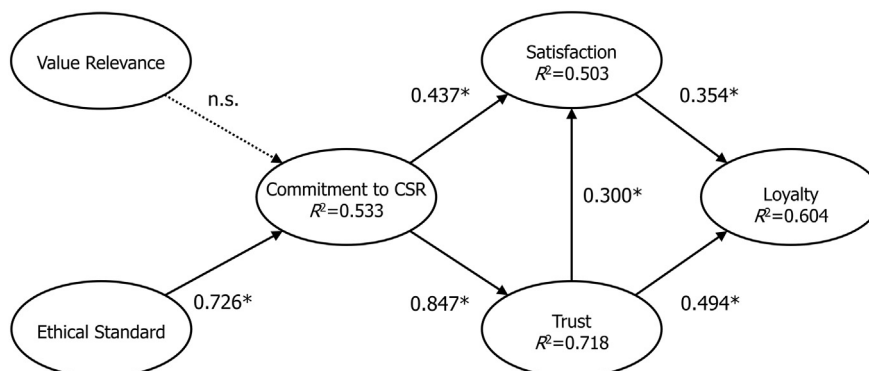 Value Relevance
n.s.
Ethical Standard
0.726*
Commitment to CSR
R²=0.533
0.437*
0.847*
Satisfaction
R²=0.503
0.300*
Trust
R²=0.718
0.354*
0.494*
Loyalty
R²=0.604